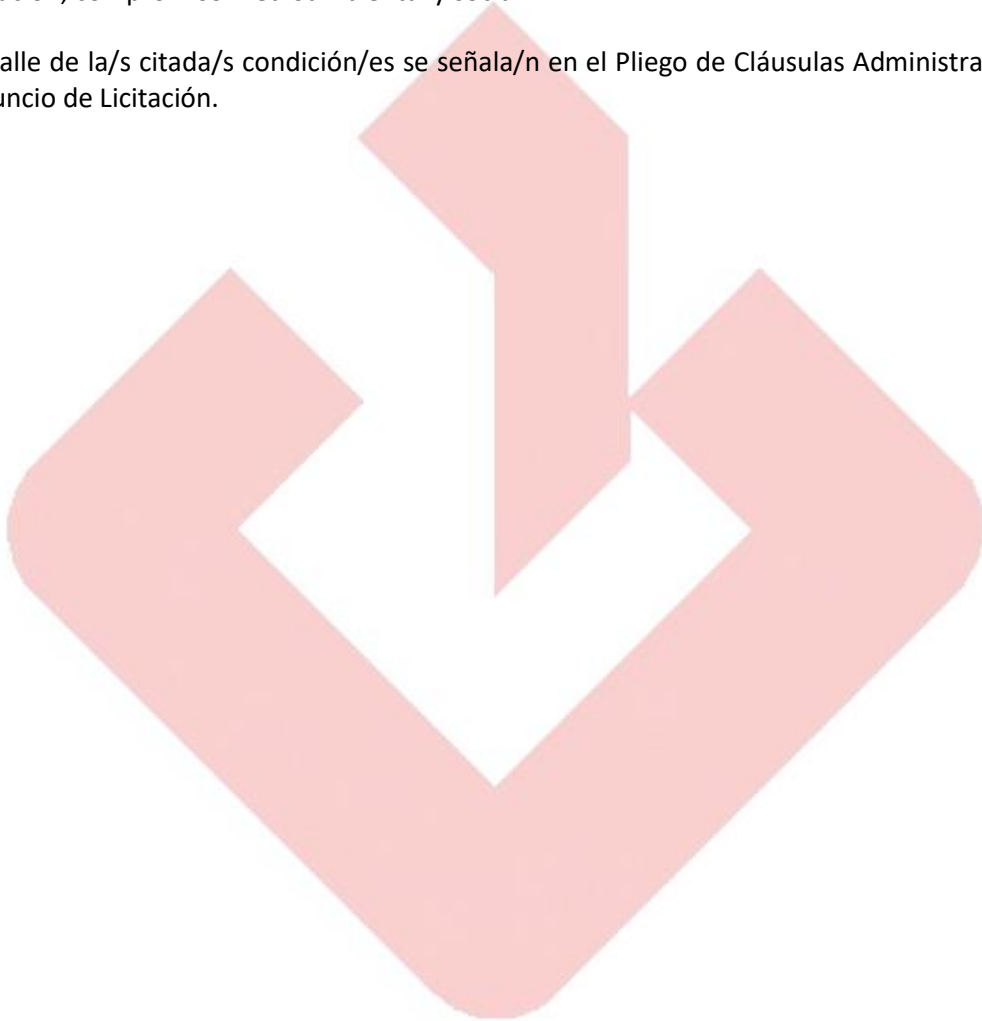 alle de la/s citada/s condición/es se señala/n en el Pliego de Cláusulas Administra
uncio de Licitación.